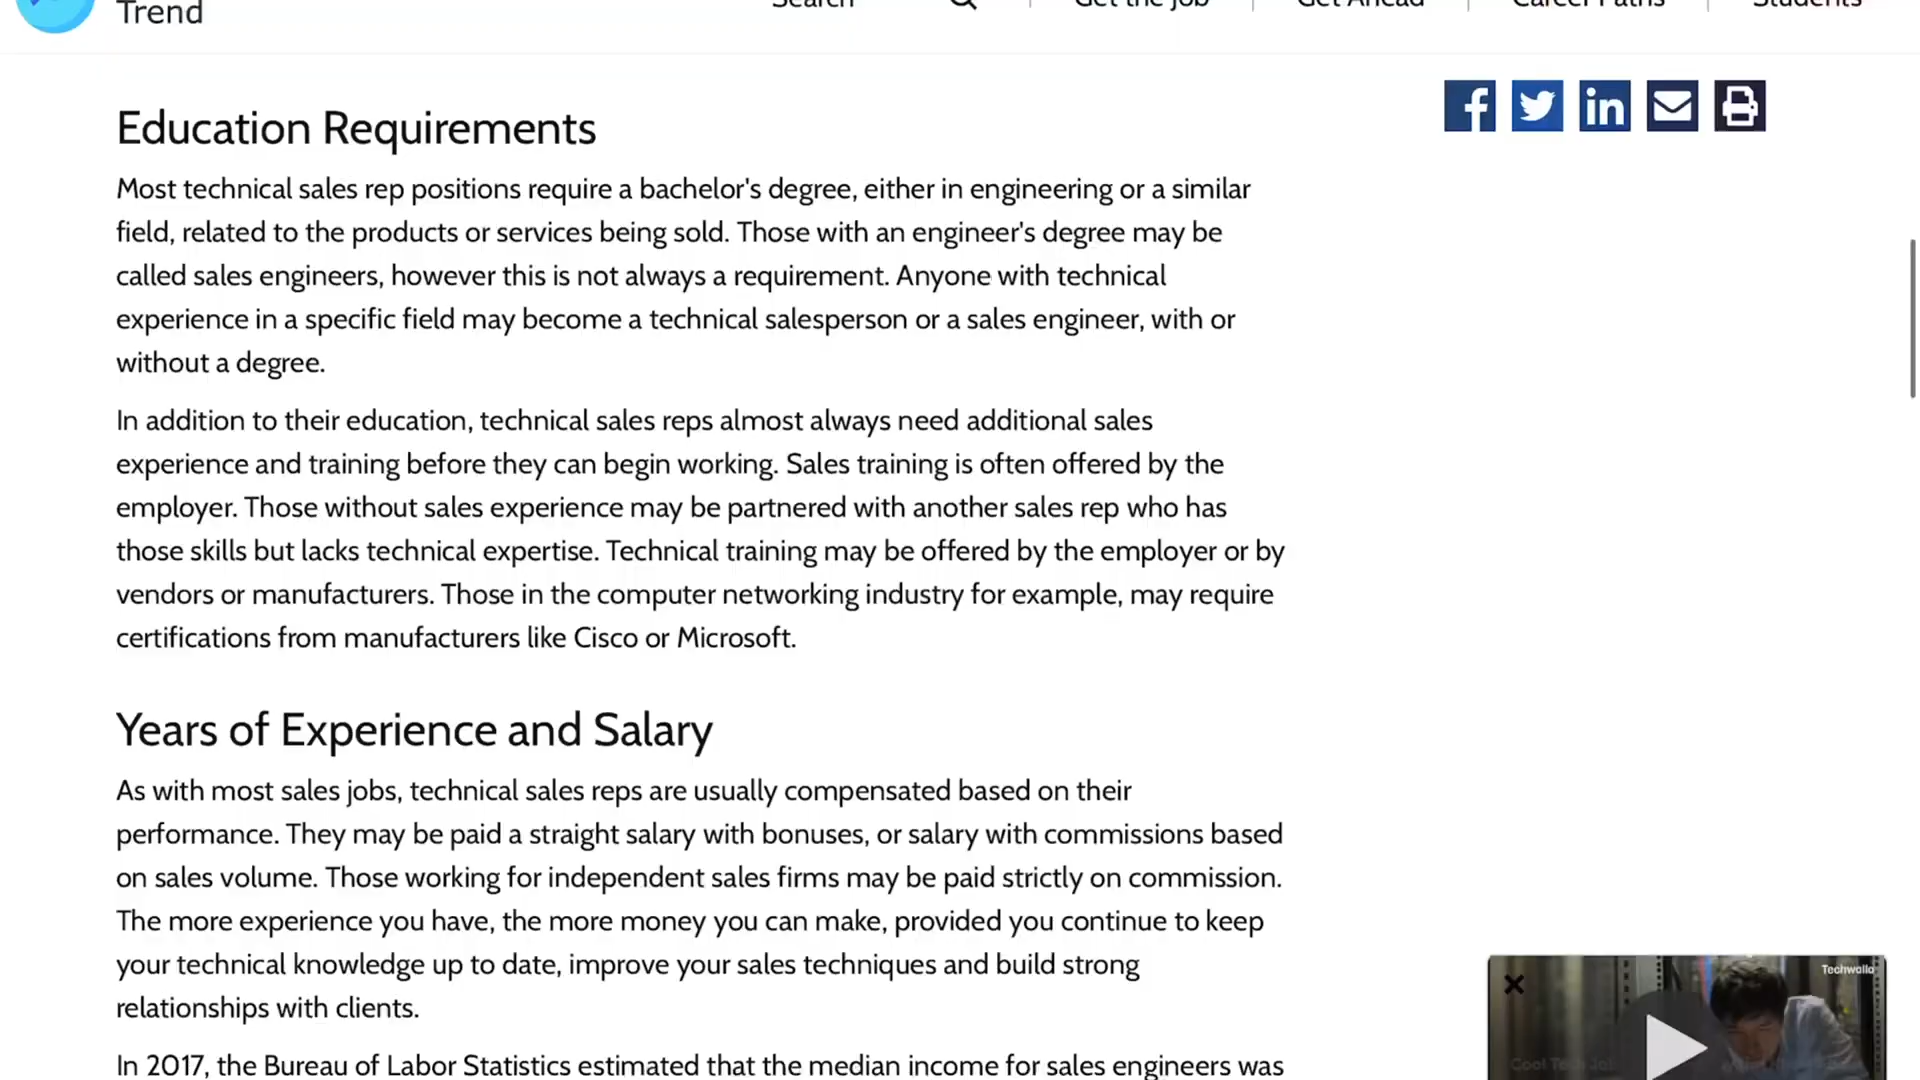 Trend
Search
Get the Job
Get Ahead
Career Paths
Students
Education Requirements
Most technical sales rep positions require a bachelor's degree, either in engineering or a similar
field, related to the products or services being sold. Those with an engineer's degree may be
called sales engineers, however this is not always a requirement. Anyone with technical
experience in a specific field may become a technical salesperson or a sales engineer, with or
without a degree.
In addition to their education, technical sales reps almost always need additional sales
experience and training before they can begin working. Sales training is often offered by the
employer. Those without sales experience may be partnered with another sales rep who has
those skills but lacks technical expertise. Technical training may be offered by the employer or by
vendors or manufacturers. Those in the computer networking industry for example, may require
certifications from manufacturers like Cisco or Microsoft.
Years of Experience and Salary
As with most sales jobs, technical sales reps are usually compensated based on their
performance. They may be paid a straight salary with bonuses, or salary with commissions based
on sales volume. Those working for independent sales firms may be paid strictly on commission.
The more experience you have, the more money you can make, provided you continue to keep
your technical knowledge up to date, improve your sales techniques and build strong
relationships with clients.
Techwalla
Cool Tech Job
In 2017, the Bureau of Labor Statistics estimated that the median income for sales engineers was